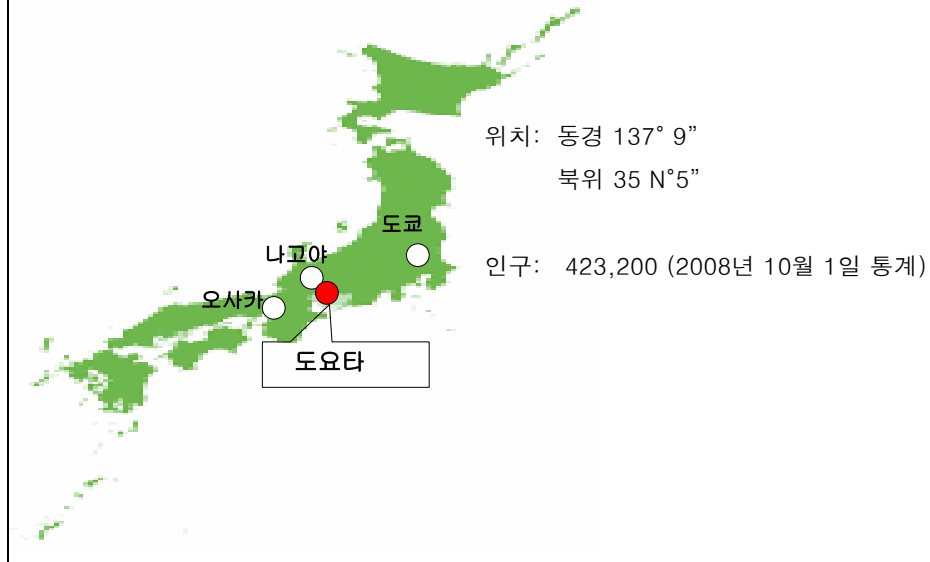 위치: 동경 137° 9”
북위 35 N°5”
도쿄
나고야
인구: 423,200 (2008년 10월 1일 통계)
오사카
도요타